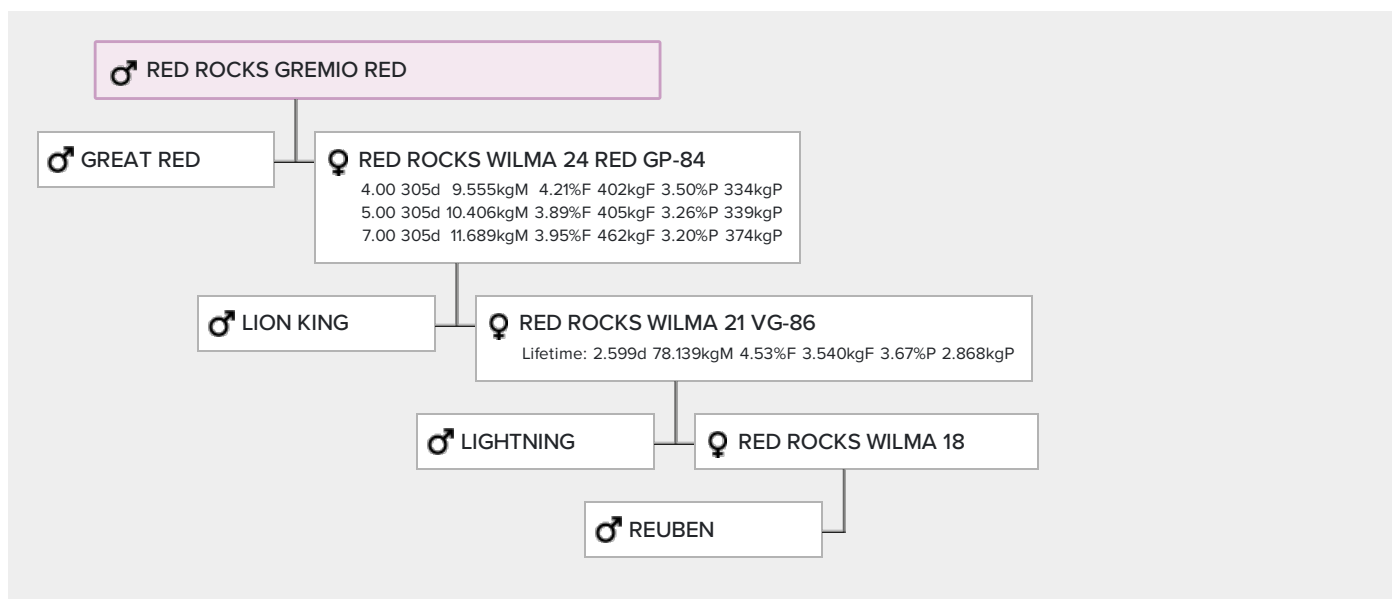 RED ROCKS GREMIO RED
GREAT RED
RED ROCKS WILMA 24 RED GP-84
4.00 305d 9.555kgM 4.21%F 402kgF 3.50%P 334kgP
5.00 305d 10.406kgM 3.89%F 405kgF 3.26%P 339kgP
7.00 305d 11.689kgM 3.95%F 462kgF 3.20%P 374kgP
LION KING
RED ROCKS WILMA 21 VG-86
Lifetime: 2.599d 78.139kgM 4.53%F 3.540kgF 3.67%P 2.868kgP
LIGHTNING
RED ROCKS WILMA 18
REUBEN